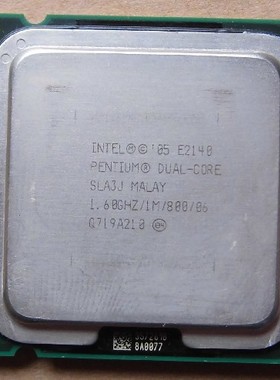 INTEL© '05 E2140
PENTIUM® DUAL-CORE
SLA3J MALAY
1.60GHZ/1M/800/06
Q719A210 ⓔ4
8A0077